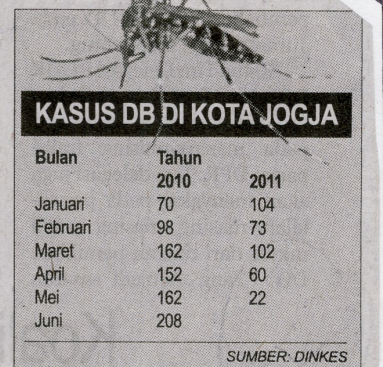 KASUS DB DI KOTA JOGJA
Bulan Tahun
2010 2011
Januari 70 104
Februari 98 73
Maret 162 102
April 152 60
Mei 162 22
Juni 208
SUMBER: DINKES